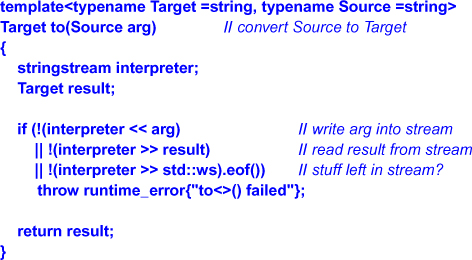 template<typename Target =string, typename Source =string>
Target to(Source arg) // convert Source to Target
{
stringstream interpreter;
Target result;
if (!(interpreter << arg) // write arg into stream
|| !(interpreter >> result) // read result from stream
|| !(interpreter >> std::ws).eof()) // stuff left in stream?
throw runtime_error{"to<>() failed"};
return result;
}